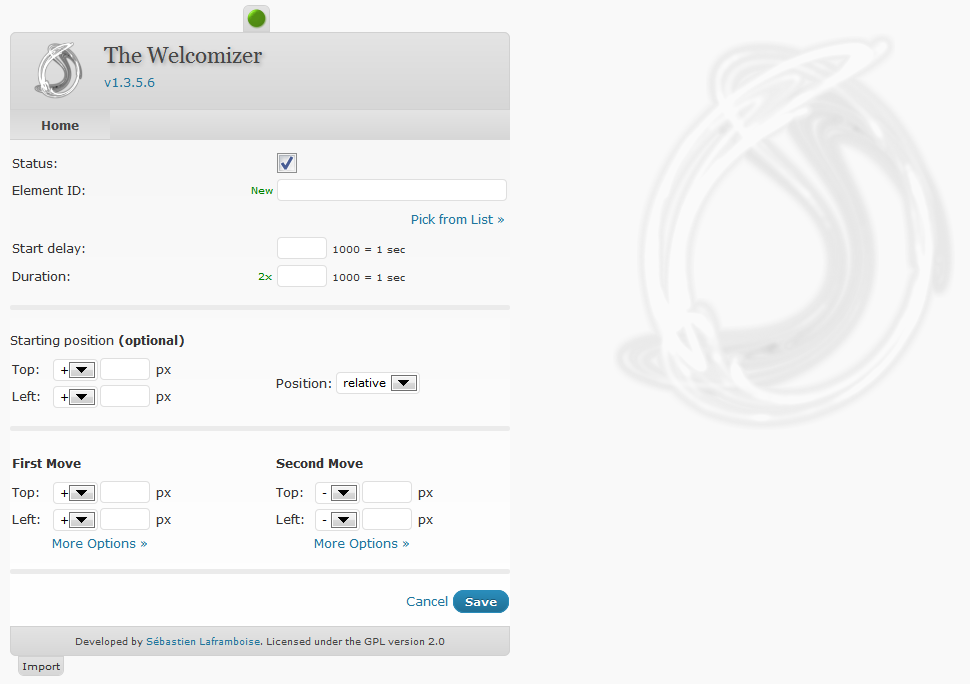 The Welcomizer
v1.3.5.6
Home
Status:
Element ID: New
Pick from List »
Start delay: 1000 = 1 sec
Duration: 2x 1000 = 1 sec
Starting position (optional)
Top: + px
Position: relative
Left: + px
First Move Second Move
Top: + px Top: - px
Left: + px Left: - px
More Options » More Options »
Cancel Save
Developed by Sébastien Laframboise. Licensed under the GPL version 2.0
Import